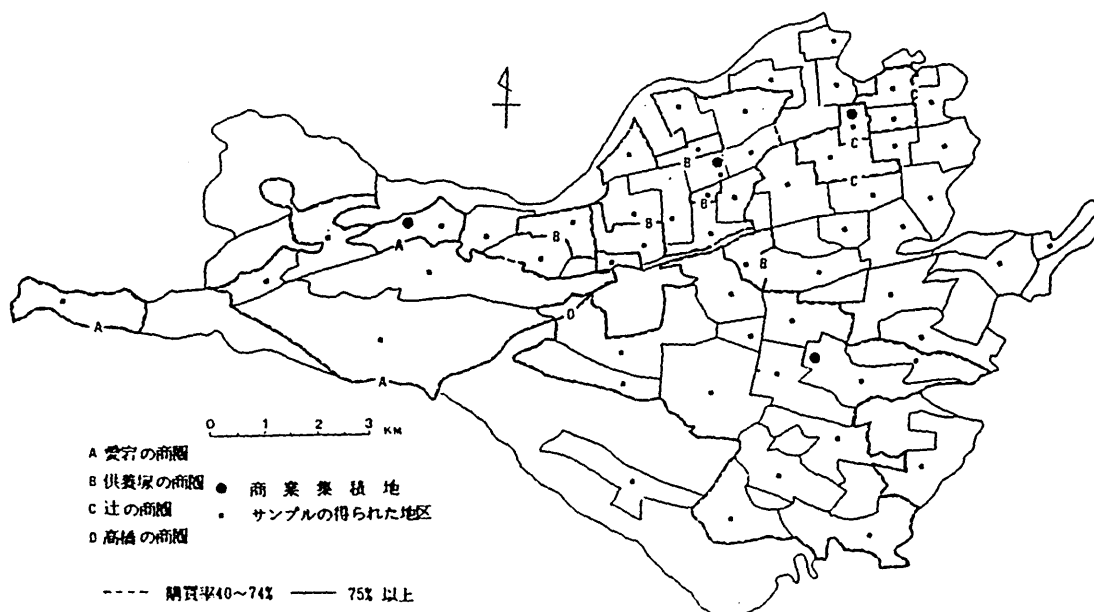 C
B
C
B
C
B
A
B
B
D
A
A
0 1 2 3 KM
A 愛宕の商圏
B 供養塚の商圏
C 辻の商圏
D 高橋の商圏
● 商業集積地
・ サンプルの得られた地区
---- 購買率40~74% —— 75%以上